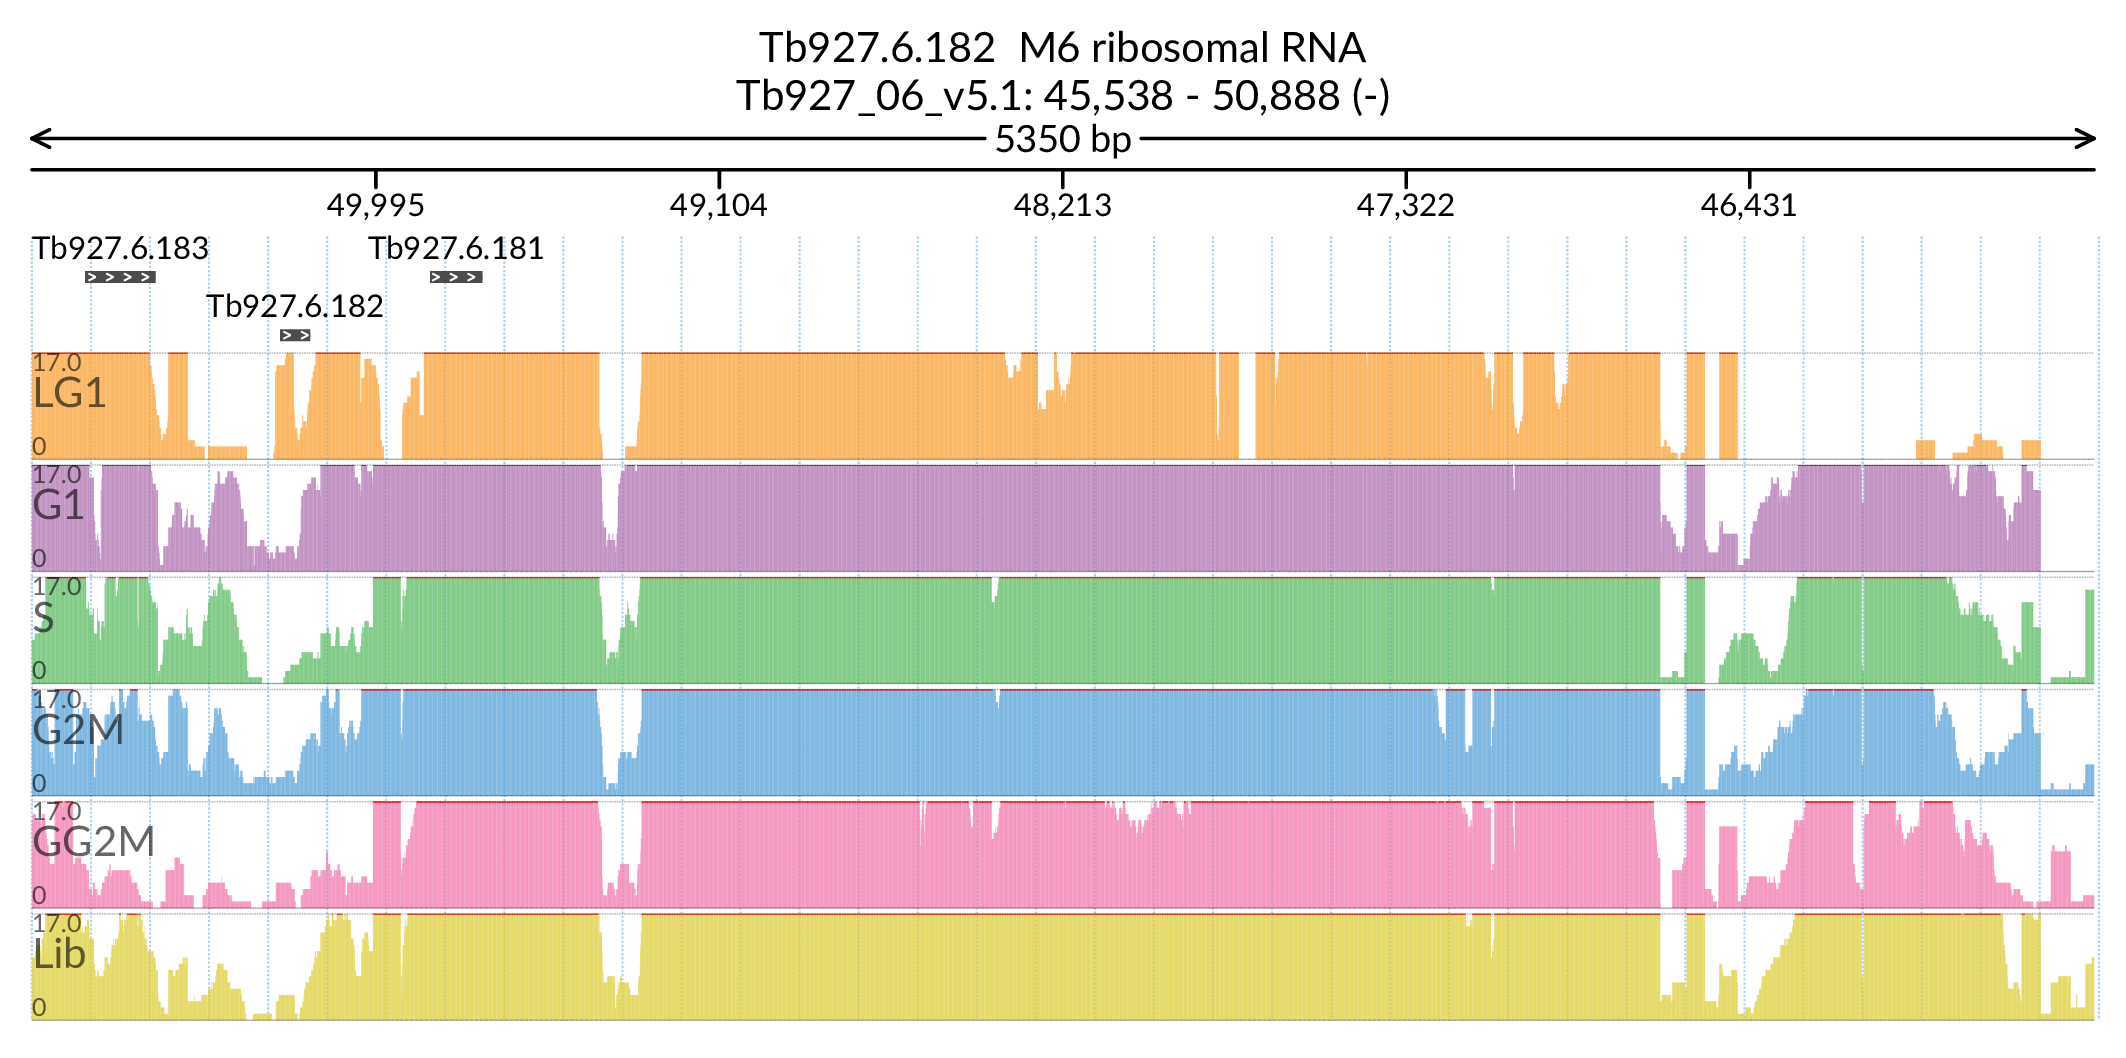 Tb927.6.182  M6 ribosomal RNA
Tb927_06_v5.1: 45,538 - 50,888 (-)
5350 bp
49,995 49,104 48,213 47,322 46,431
Tb927.6.183 Tb927.6.181
Tb927.6.182
17.0
LG1
0
17.0
G1
0
17.0
S
0
17.0
G2M
0
17.0
GG2M
0
17.0
Lib
0